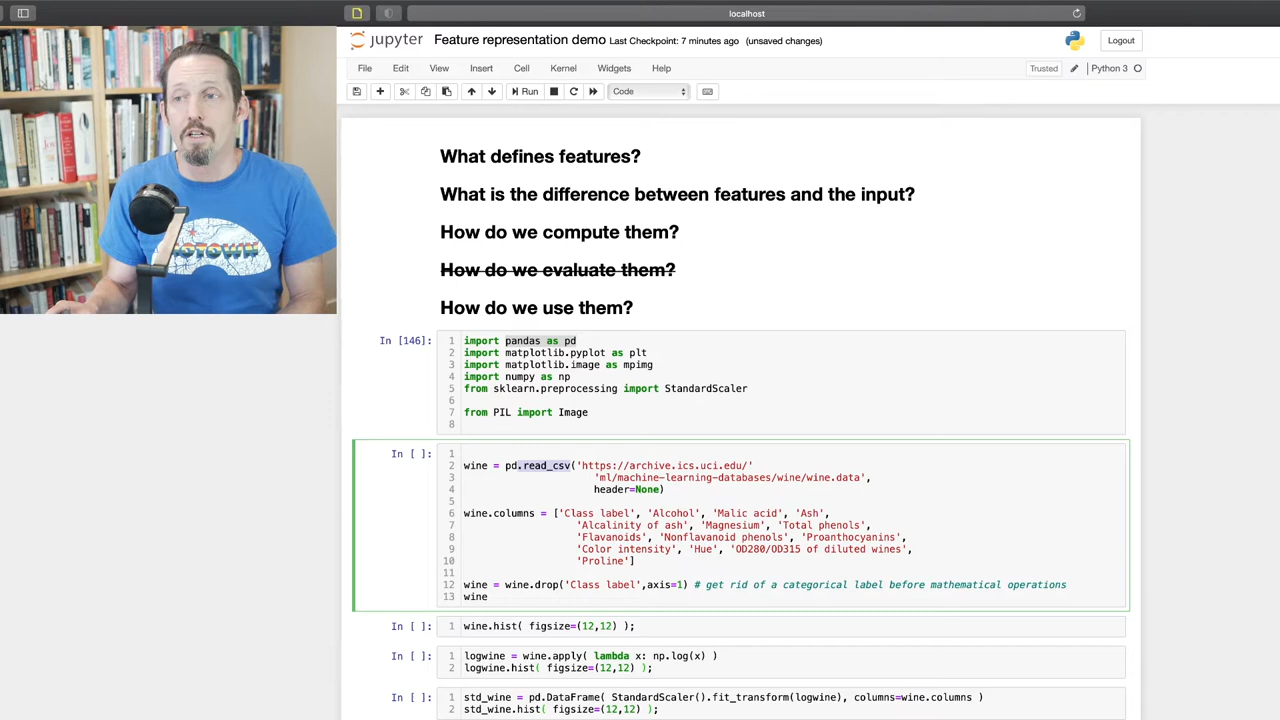 localhost
jupyter Feature representation demo Last Checkpoint: 7 minutes ago (unsaved changes)
Logout
File Edit View Insert Cell Kernel Widgets Help
Trusted Python 3
Run
Code
What defines features?
What is the difference between features and the input?
How do we compute them?
How do we evaluate them?
How do we use them?
In [146]:
1 import pandas as pd
2 import matplotlib.pyplot as plt
3 import matplotlib.image as mpimg
4 import numpy as np
5 from sklearn.preprocessing import StandardScaler
6
7 from PIL import Image
8
In [ ]:
1
2 wine = pd.read_csv('https://archive.ics.uci.edu/'
3 'ml/machine-learning-databases/wine/wine.data',
4 header=None)
5
6 wine.columns = ['Class label', 'Alcohol', 'Malic acid', 'Ash',
7 'Alcalinity of ash', 'Magnesium', 'Total phenols',
8 'Flavanoids', 'Nonflavanoid phenols', 'Proanthocyanins',
9 'Color intensity', 'Hue', 'OD280/OD315 of diluted wines',
10 'Proline']
11
12 wine = wine.drop('Class label',axis=1) # get rid of a categorical label before mathematical operations
13 wine
In [ ]:
1 wine.hist( figsize=(12,12) );
In [ ]:
1 logwine = wine.apply( lambda x: np.log(x) )
2 logwine.hist( figsize=(12,12) );
In [ ]:
1 std_wine = pd.DataFrame( StandardScaler().fit_transform(logwine), columns=wine.columns )
2 std_wine.hist( figsize=(12,12) );